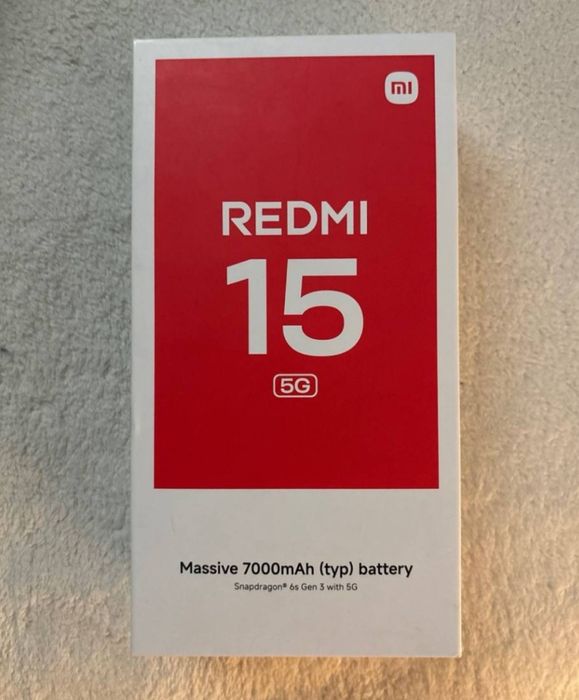 mi
REDMI
15
5G
Massive 7000mAh (typ) battery
Snapdragon® 6s Gen 3 with 5G